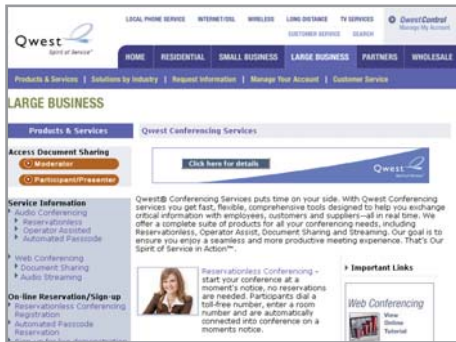 LOCAL PHONE SERVICE INTERNET/DSL WIRELESS LONG DISTANCE TV SERVICES
CUSTOMER SERVICE SEARCH
QwestControl
Manage My Account
Qwest
Spirit of Service
HOME RESIDENTIAL SMALL BUSINESS LARGE BUSINESS PARTNERS WHOLESALE
Products & Services | Solutions by Industry | Request Information | Manage Your Account | Customer Service
LARGE BUSINESS
Products & Services
Access Document Sharing
Moderator
Participant/Presenter
Service Information
Audio Conferencing
Reservationless
Operator Assisted
Automated Passcode
Web Conferencing
Document Sharing
Audio Streaming
On-line Reservation/Sign-up
Reservationless Conferencing
Registration
Automated Passcode
Reservation
Qwest Conferencing Services
Click here for details
Qwest
Qwest® Conferencing Services puts time on your side. With Qwest Conferencing
services you get fast, flexible, comprehensive tools designed to help you exchange
critical information with employees, customers and suppliers—all in real time. We
offer a complete suite of products for all your conferencing needs, including
Reservationless, Operator Assist, Document Sharing and Streaming. Our goal is to
ensure you enjoy a seamless and more productive meeting experience. That's Our
Spirit of Service in Action™.
Reservationless Conferencing -
start your conference at a
moment's notice, no reservations
are needed. Participants dial a
toll-free number, enter a room
number and are automatically
connected into conference on a
moments notice.
Important Links
Web Conferencing
View
Online
Tutorial